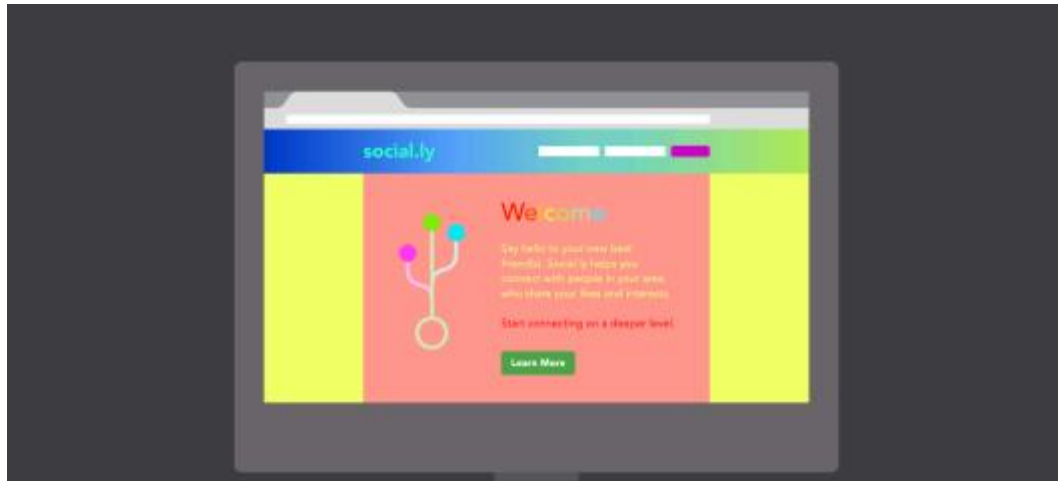 social.ly
Welcome
Say hello to your new best
friend(s). Social.ly helps you
connect with people in your area
who share your likes and interests.
Start connecting on a deeper level.
Learn More